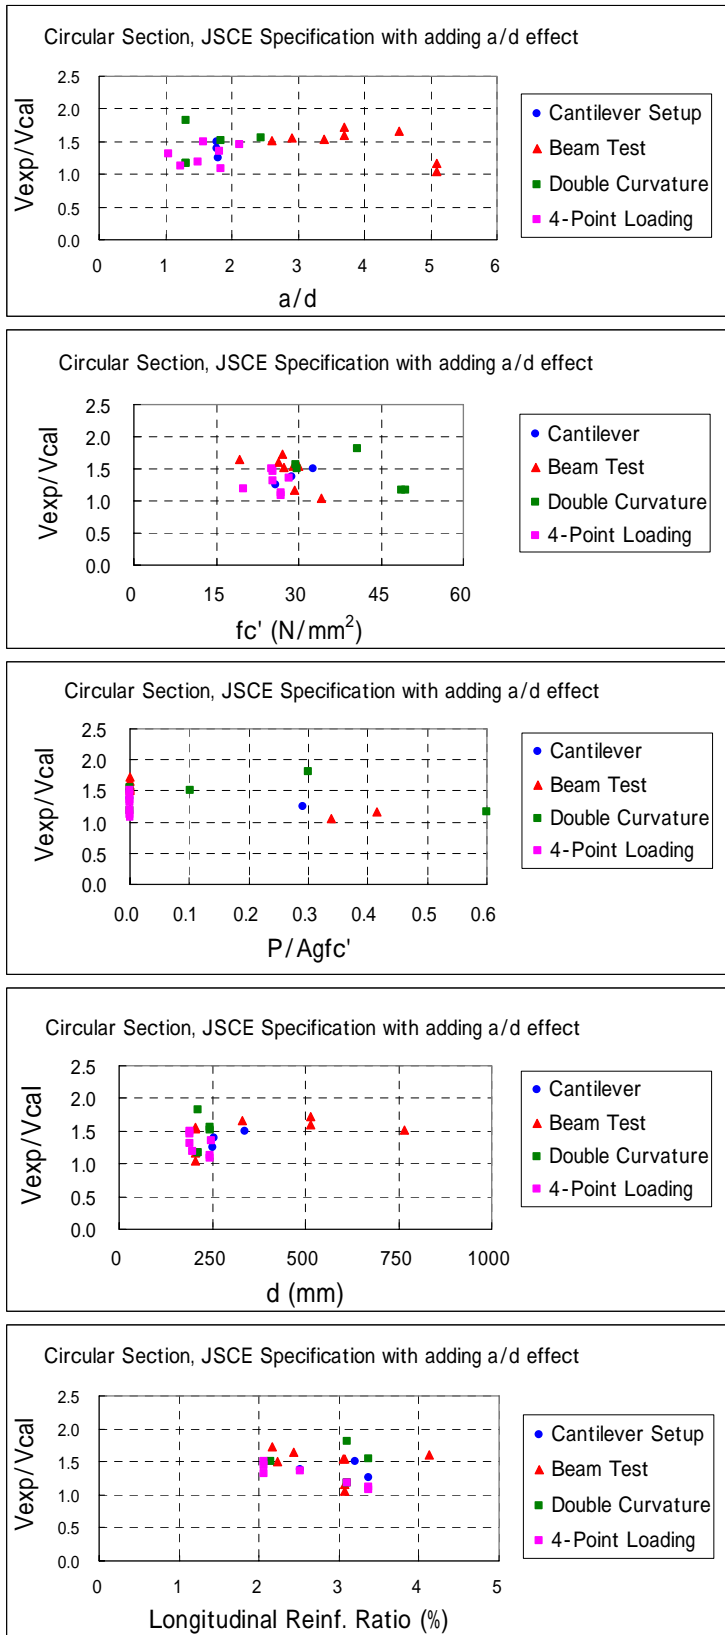 Circular Section, JSCE Specification with adding a/d effect
Vexp/Vcal
2.5
2.0
1.5
1.0
0.5
0.0
0 1 2 3 4 5 6
a/d
Cantilever Setup
Beam Test
Double Curvature
4-Point Loading
Circular Section, JSCE Specification with adding a/d effect
Vexp/Vcal
2.5
2.0
1.5
1.0
0.5
0.0
0 15 30 45 60
fc' (N/mm²)
Cantilever
Beam Test
Double Curvature
4-Point Loading
Circular Section, JSCE Specification with adding a/d effect
Vexp/Vcal
2.5
2.0
1.5
1.0
0.5
0.0
0.0 0.1 0.2 0.3 0.4 0.5 0.6
P/Agfc'
Cantilever
Beam Test
Double Curvature
4-Point Loading
Circular Section, JSCE Specification with adding a/d effect
Vexp/Vcal
2.5
2.0
1.5
1.0
0.5
0.0
0 250 500 750 1000
d (mm)
Cantilever
Beam Test
Double Curvature
4-Point Loading
Circular Section, JSCE Specification with adding a/d effect
Vexp/Vcal
2.5
2.0
1.5
1.0
0.5
0.0
0 1 2 3 4 5
Longitudinal Reinf. Ratio (%)
Cantilever Setup
Beam Test
Double Curvature
4-Point Loading